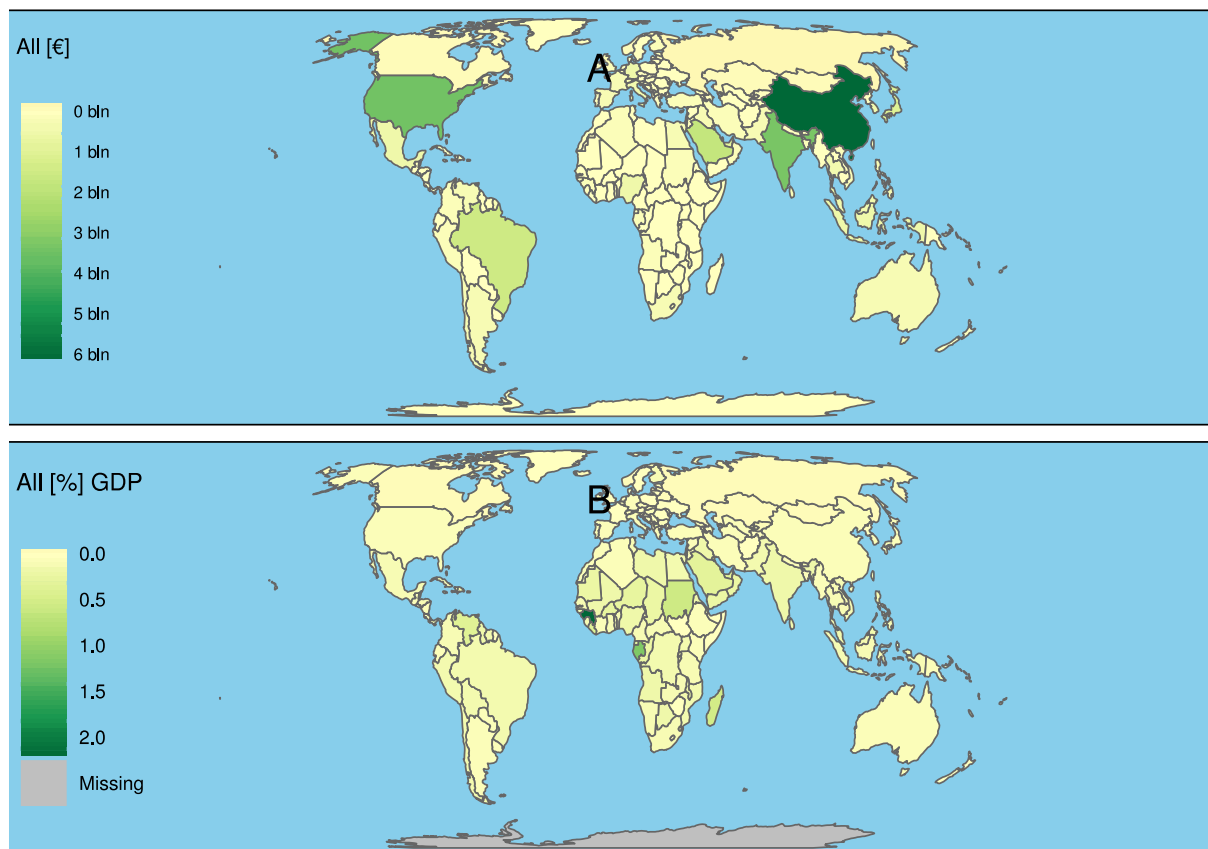 All [€]
A
0 bln
1 bln
2 bln
3 bln
4 bln
5 bln
6 bln
All [%] GDP
B
0.0
0.5
1.0
1.5
2.0
Missing